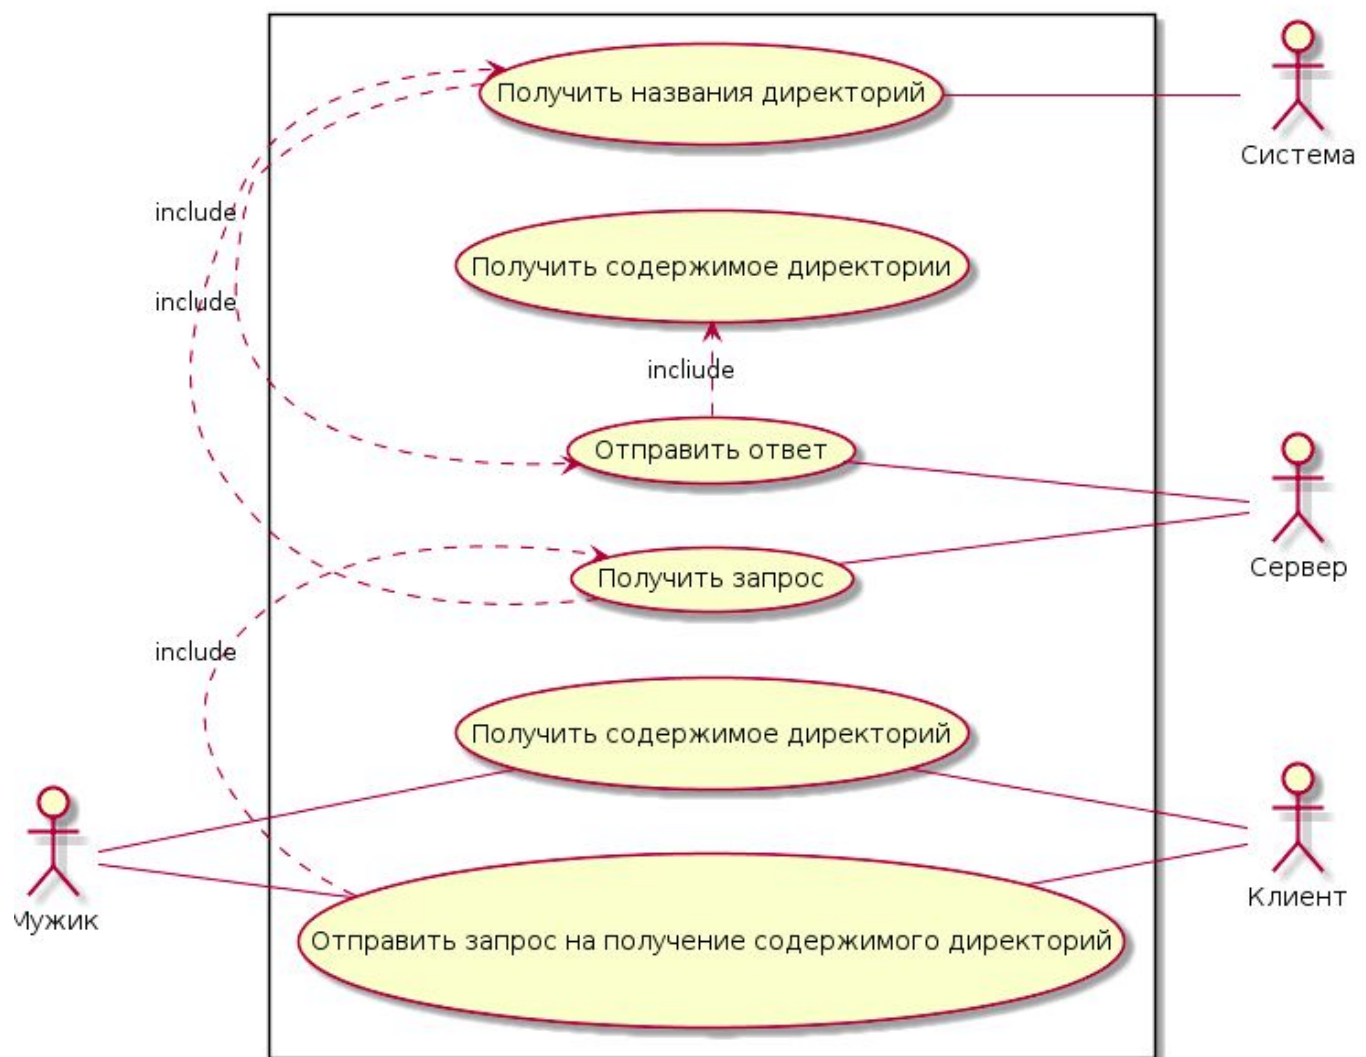 Получить названия директорий
Система
include
Получить содержимое директории
include
incliude
Отправить ответ
Сервер
Получить запрос
include
Получить содержимое директорий
Мужик
Клиент
Отправить запрос на получение содержимого директорий